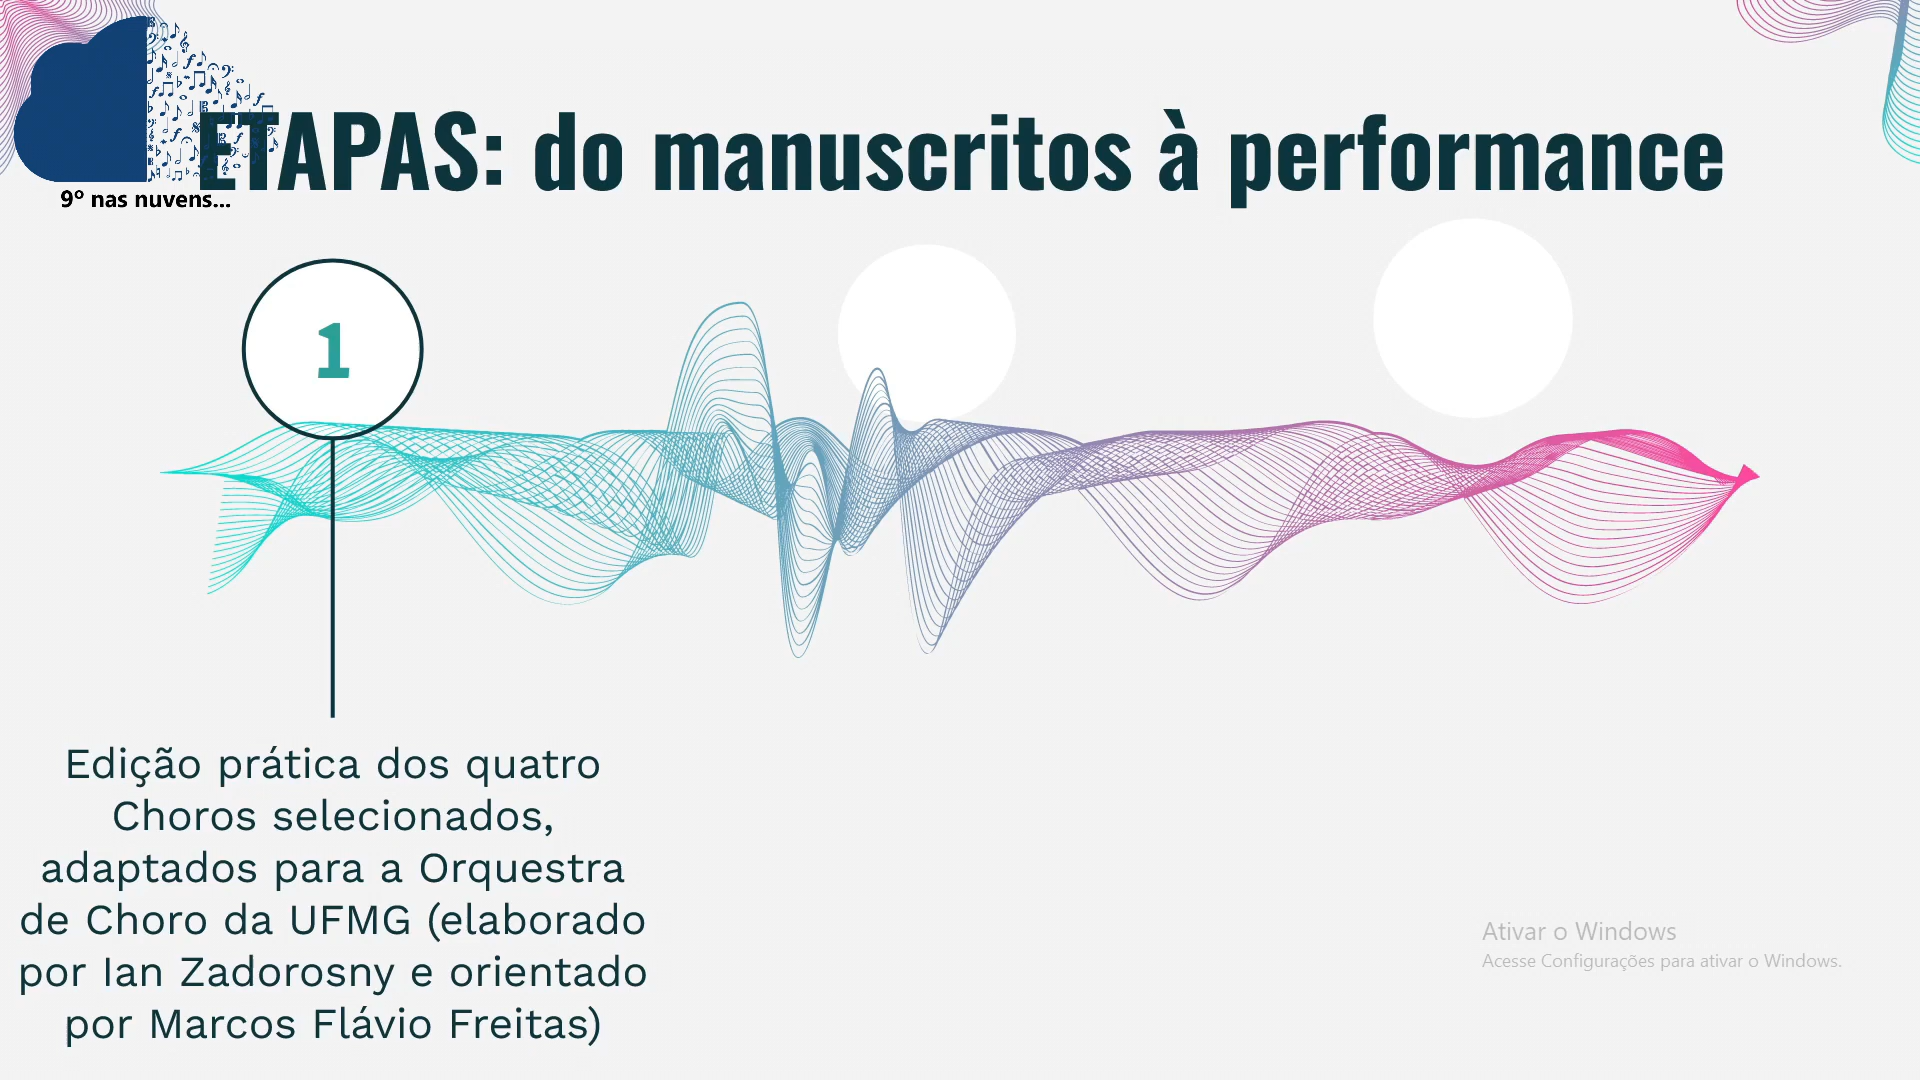 ETAPAS: do manuscritos à performance
9º nas nuvens...
1
Edição prática dos quatro
Choros selecionados,
adaptados para a Orquestra
de Choro da UFMG (elaborado
por Ian Zadorosny e orientado
por Marcos Flávio Freitas)
Ativar o Windows
Acesse Configurações para ativar o Windows.